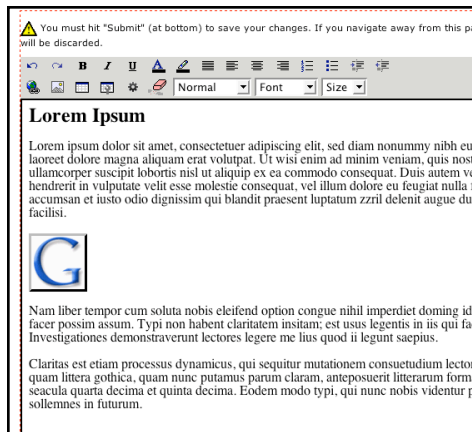 You must hit "Submit" (at bottom) to save your changes. If you navigate away from this
will be discarded.
B I U A
Normal Font Size
Lorem Ipsum
Lorem ipsum dolor sit amet, consectetuer adipiscing elit, sed diam nonummy nibh eu
laoreet dolore magna aliquam erat volutpat. Ut wisi enim ad minim veniam, quis nost
ullamcorper suscipit lobortis nisl ut aliquip ex ea commodo consequat. Duis autem ve
hendrerit in vulputate velit esse molestie consequat, vel illum dolore eu feugiat nulla f
accumsan et iusto odio dignissim qui blandit praesent luptatum zzril delenit augue du
facilisi.
G
Nam liber tempor cum soluta nobis eleifend option congue nihil imperdiet doming id
facer possim assum. Typi non habent claritatem insitam; est usus legentis in iis qui fa
Investigationes demonstraverunt lectores legere me lius quod ii legunt saepius.
Claritas est etiam processus dynamicus, qui sequitur mutationem consuetudium lector
quam littera gothica, quam nunc putamus parum claram, anteposuerit litterarum form
seacula quarta decima et quinta decima. Eodem modo typi, qui nunc nobis videntur p
sollemnes in futurum.